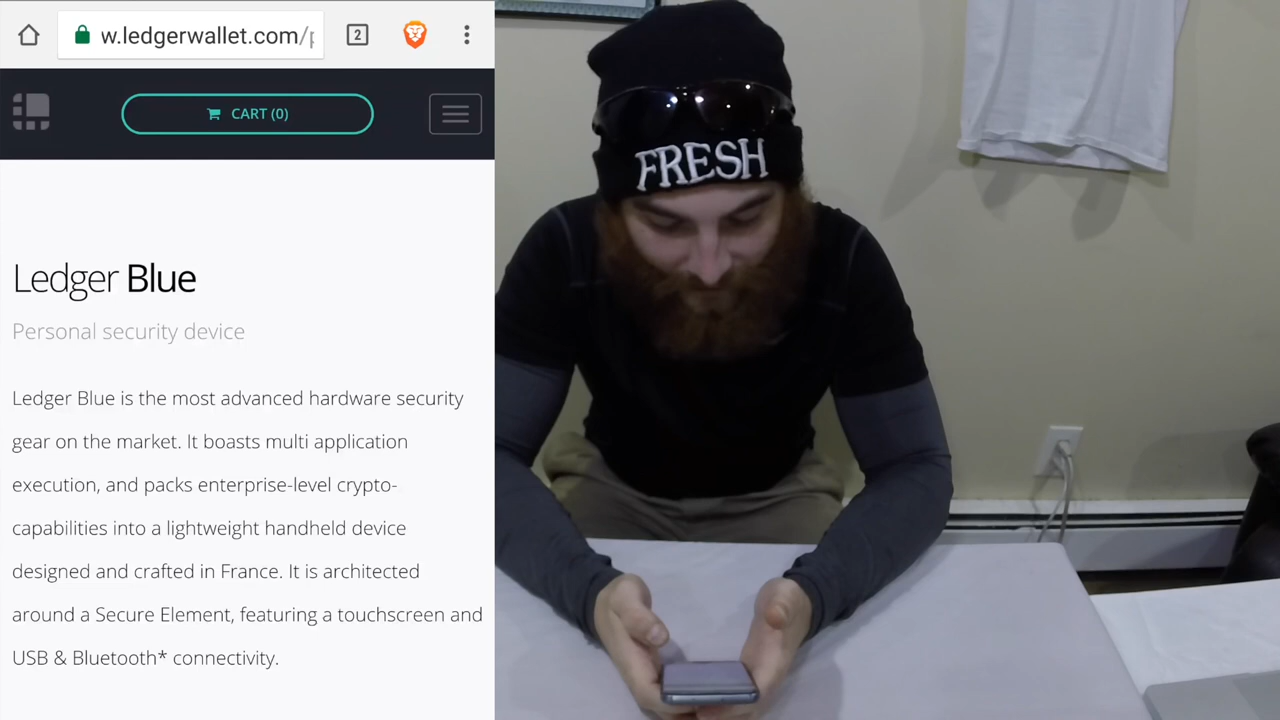 w.ledgerwallet.com/
2
CART (0)
Ledger Blue
Personal security device
Ledger Blue is the most advanced hardware security
gear on the market. It boasts multi application
execution, and packs enterprise-level crypto-
capabilities into a lightweight handheld device
designed and crafted in France. It is architected
around a Secure Element, featuring a touchscreen and
USB & Bluetooth* connectivity.
FRESH